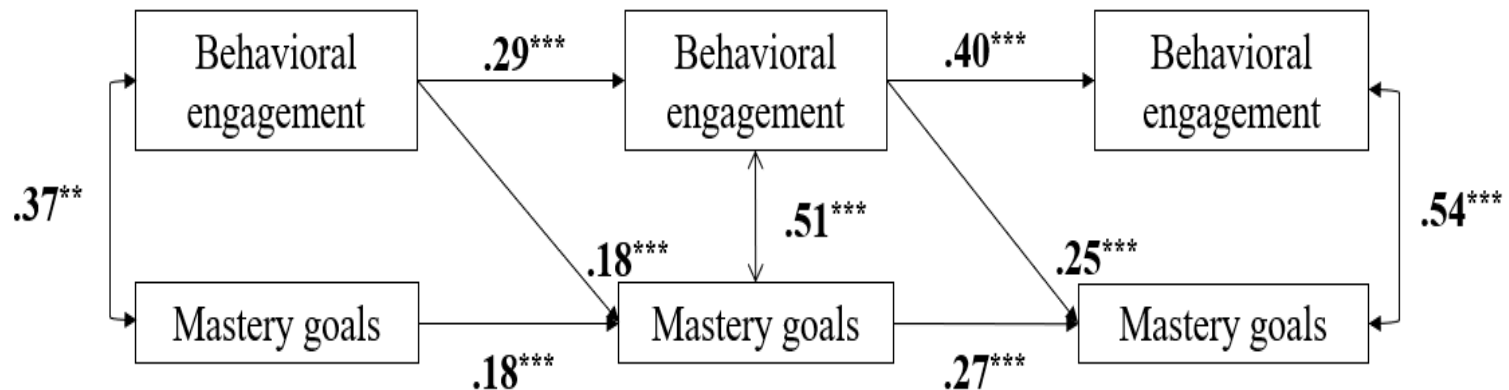 Behavioral
engagement
.29***
Behavioral
engagement
.40***
Behavioral
engagement
.37**
.51***
.54***
.18***
.25***
Mastery goals
.18***
Mastery goals
.27***
Mastery goals